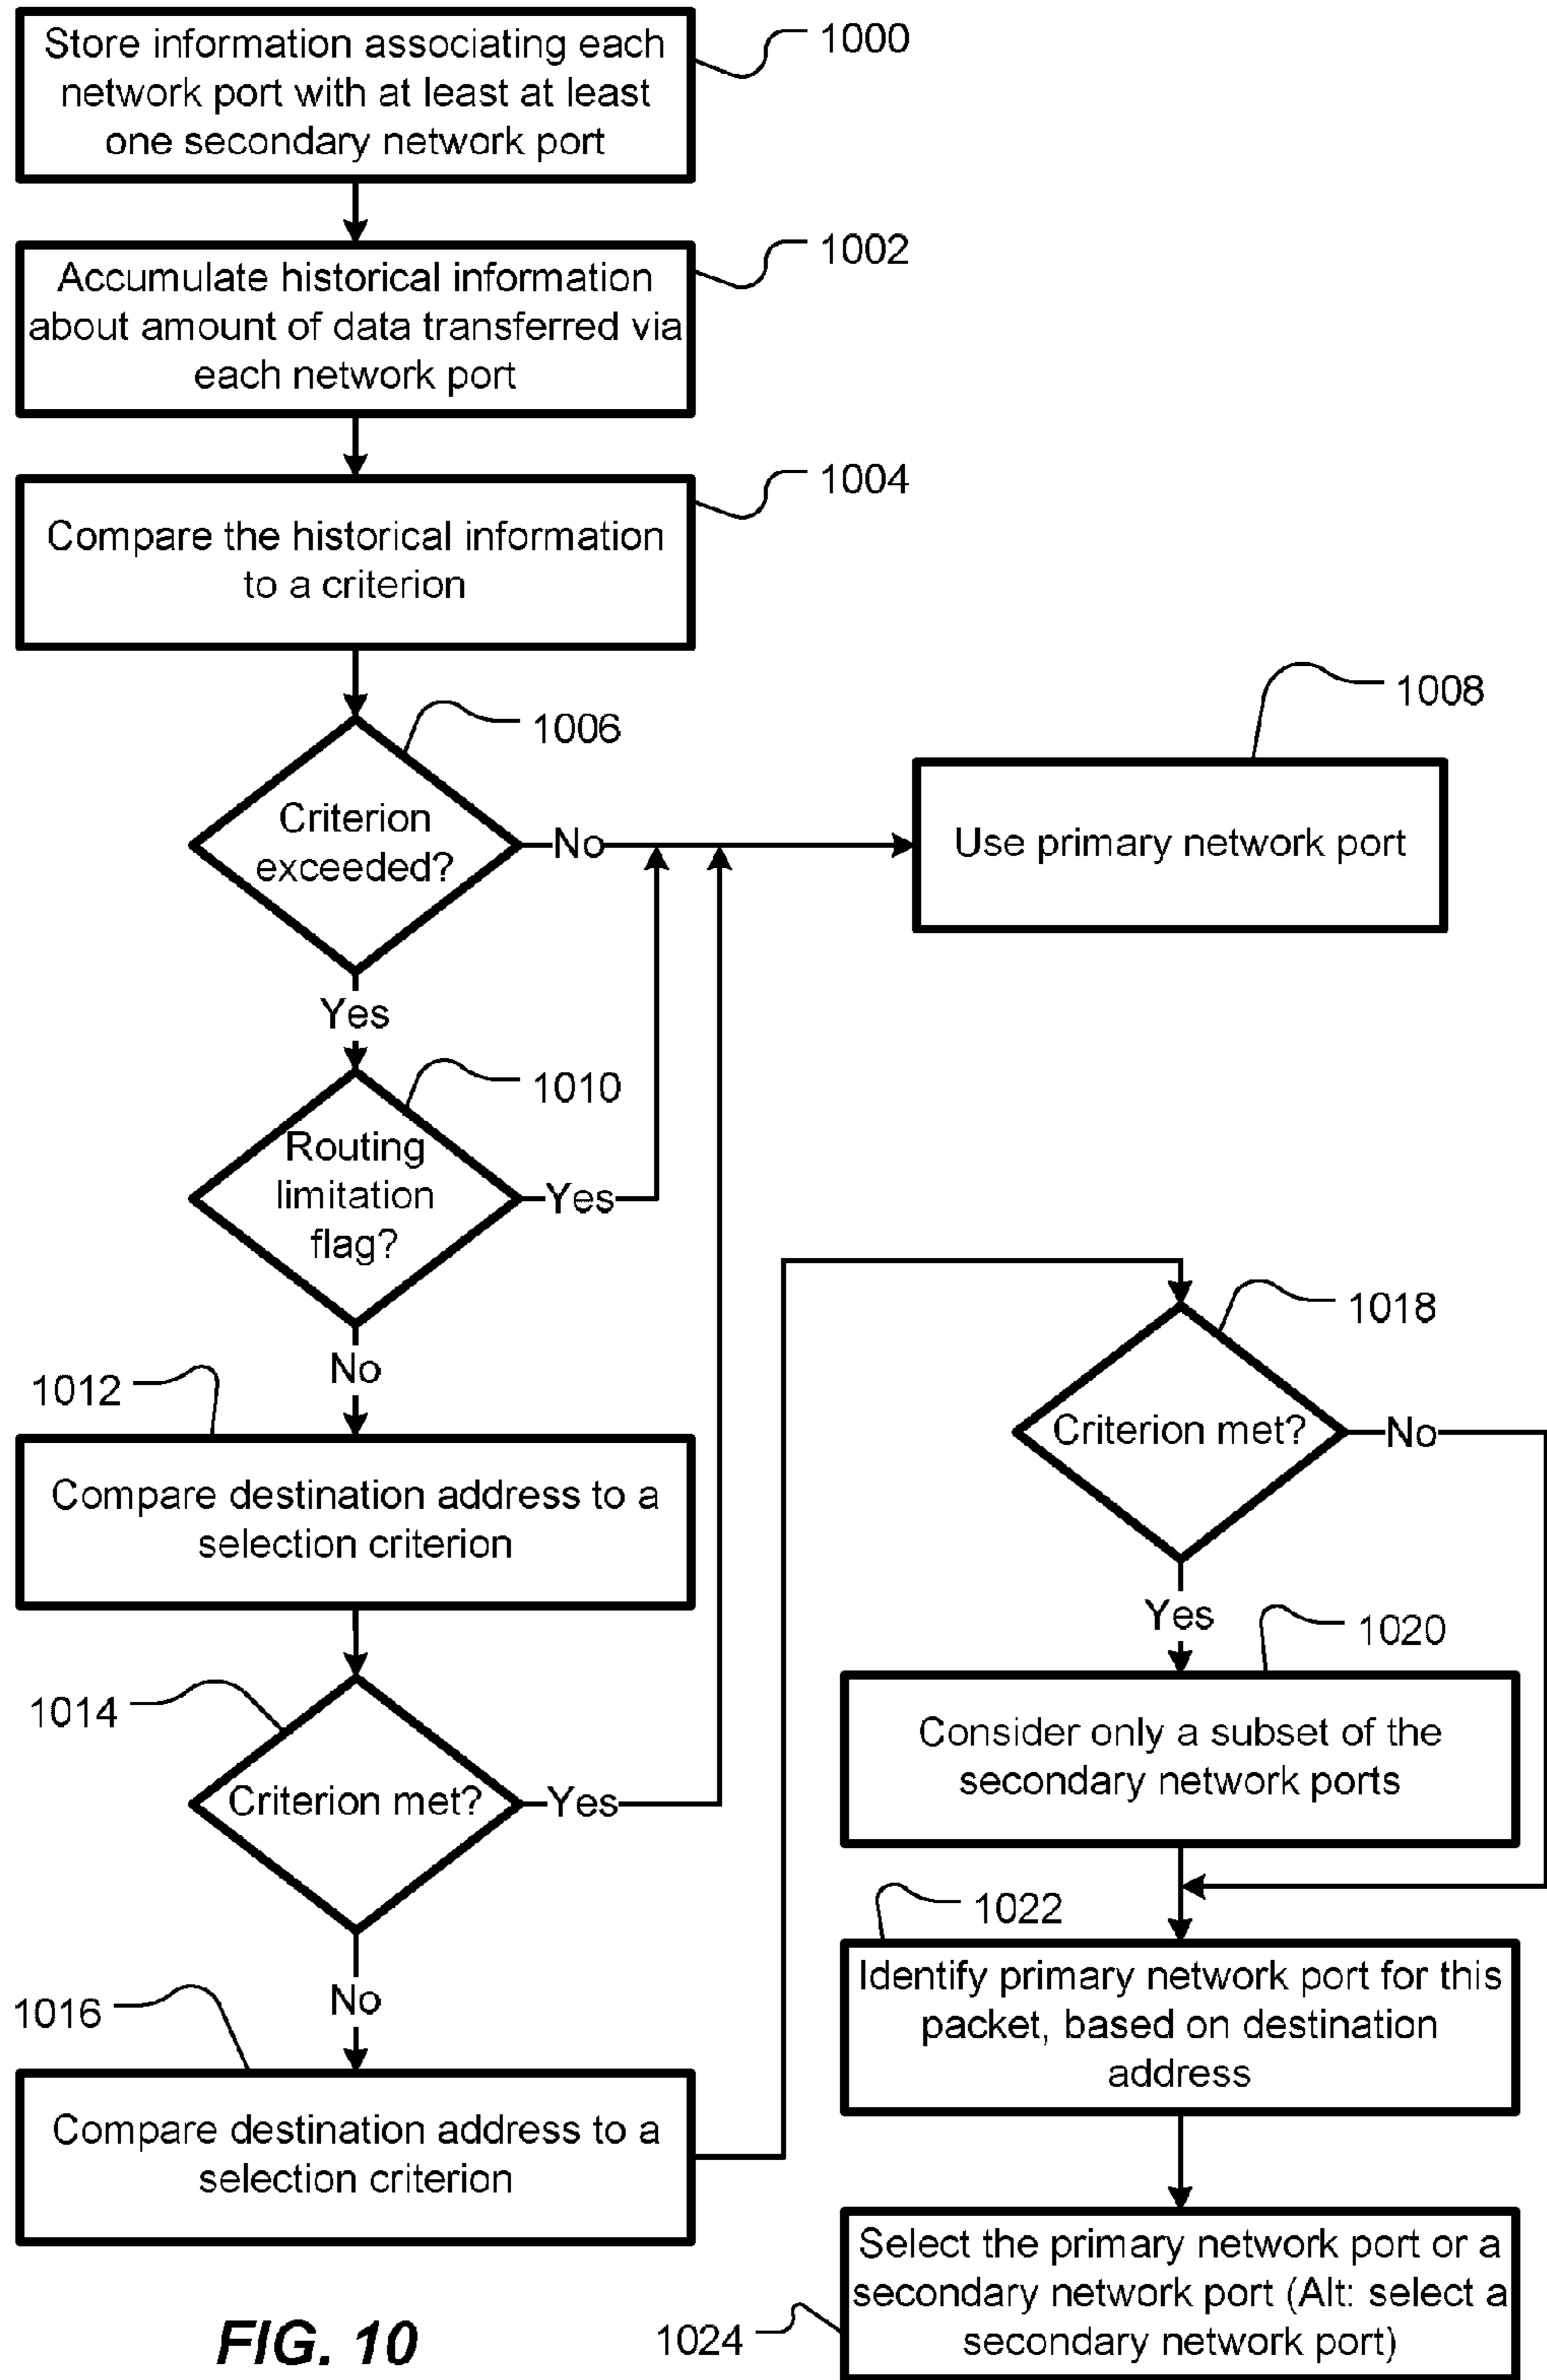 Store information associating each
network port with at least at least
one secondary network port
1000
Accumulate historical information
about amount of data transferred via
each network port
1002
Compare the historical information
to a criterion
1004
Criterion
exceeded?
1006
No
Use primary network port
1008
Yes
Routing
limitation
flag?
1010
Yes
No
1012
Compare destination address to a
selection criterion
1014
Criterion met?
Yes
No
1016
Compare destination address to a
selection criterion
1018
Criterion met?
No
Yes
1020
Consider only a subset of the
secondary network ports
1022
Identify primary network port for this
packet, based on destination
address
Select the primary network port or a
secondary network port (Alt: select a
secondary network port)
1024
FIG. 10